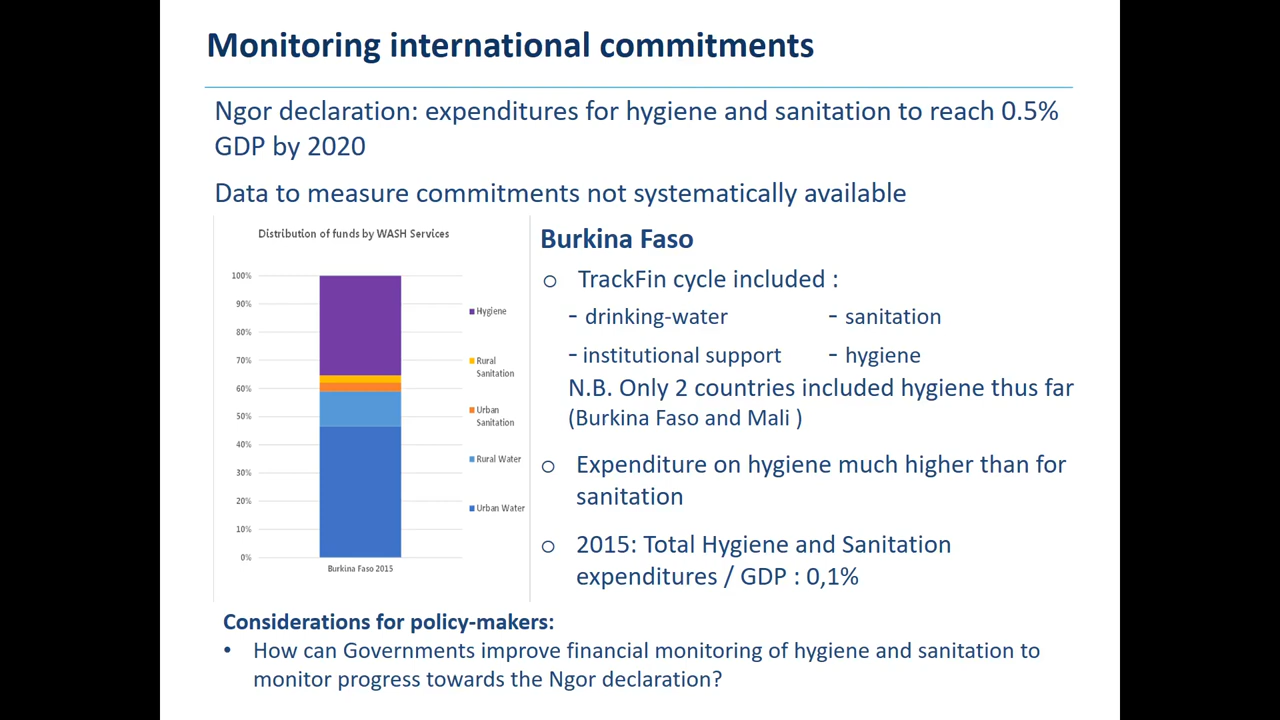 Monitoring international commitments
Ngor declaration: expenditures for hygiene and sanitation to reach 0.5%
GDP by 2020
Data to measure commitments not systematically available
Distribution of funds by WASH Services
100%
90%
80%
70%
60%
50%
40%
30%
20%
10%
0%
Burkina Faso 2015
Hygiene
Rural
Sanitation
Urban
Sanitation
Rural Water
Urban Water
Burkina Faso
o TrackFin cycle included :
- drinking-water - sanitation
- institutional support - hygiene
N.B. Only 2 countries included hygiene thus far
(Burkina Faso and Mali )
o Expenditure on hygiene much higher than for
sanitation
o 2015: Total Hygiene and Sanitation
expenditures / GDP : 0,1%
Considerations for policy-makers:
• How can Governments improve financial monitoring of hygiene and sanitation to
monitor progress towards the Ngor declaration?